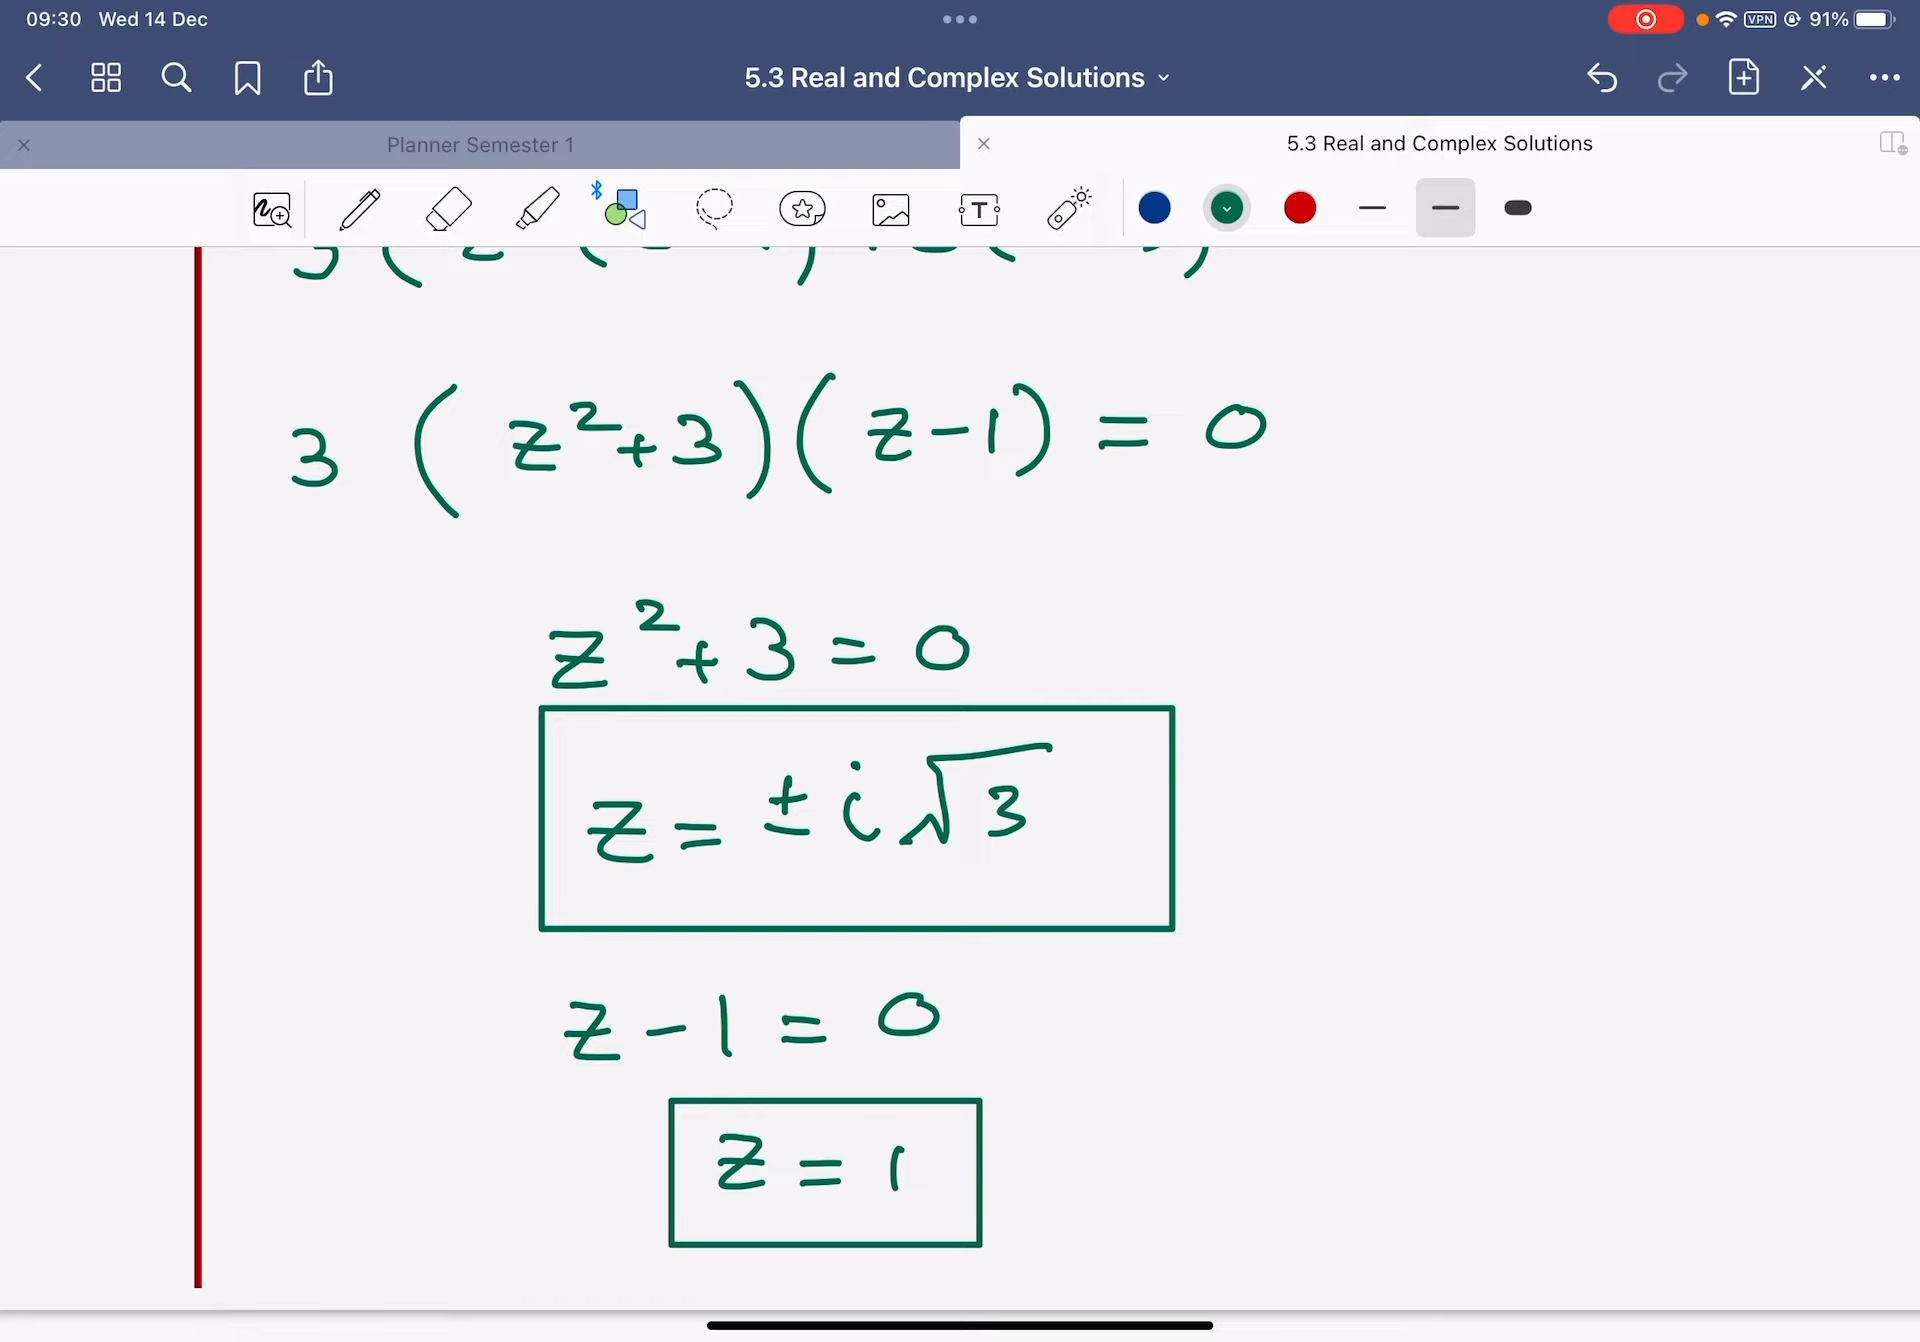 09:30 Wed 14 Dec
VPN 91%
5.3 Real and Complex Solutions
Planner Semester 1
5.3 Real and Complex Solutions
T
3 (z²+3)(z-1) = 0
z²+3=0
z = ± i√3
z - 1 = 0
z = 1